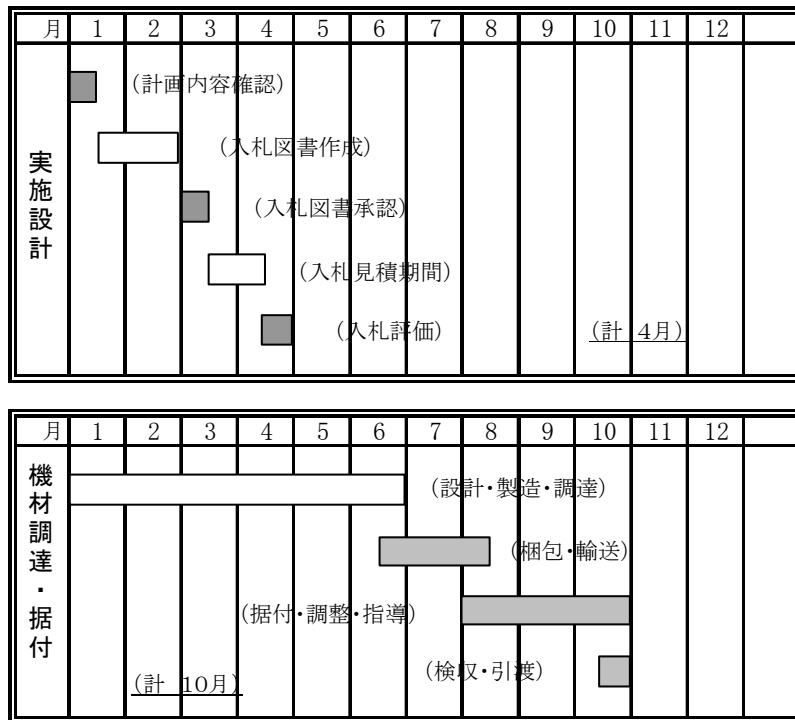 月 1 2 3 4 5 6 7 8 9 10 11 12
実施設計
(計画内容確認)
(入札図書作成)
(入札図書承認)
(入札見積期間)
(入札評価)
(計 4月)
月 1 2 3 4 5 6 7 8 9 10 11 12
機材調達・据付
(設計・製造・調達)
(梱包・輸送)
(据付・調整・指導)
(検収・引渡)
(計 10月)